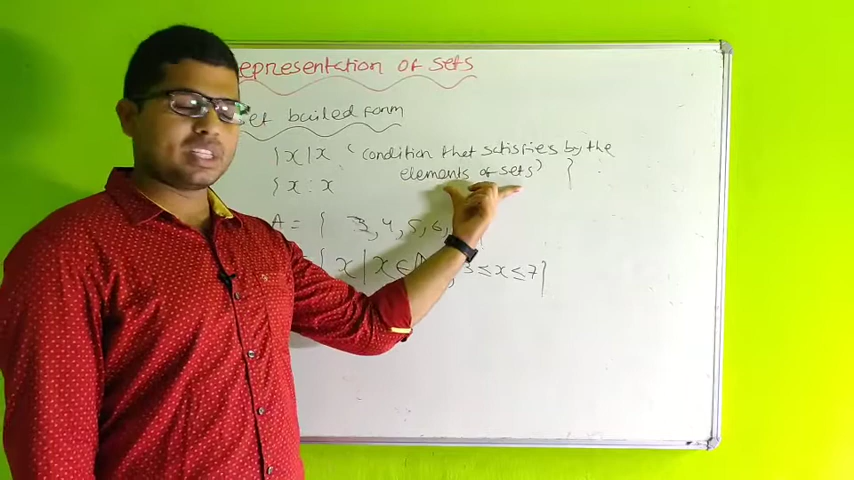 epresentation of sets
et builed form
{x|x (condition that satisfies by the
elements of sets) }
{x : x
A = { 3, 4, 5, 6,
{ x | x ∈ N, 3 ≤ x ≤ 7}